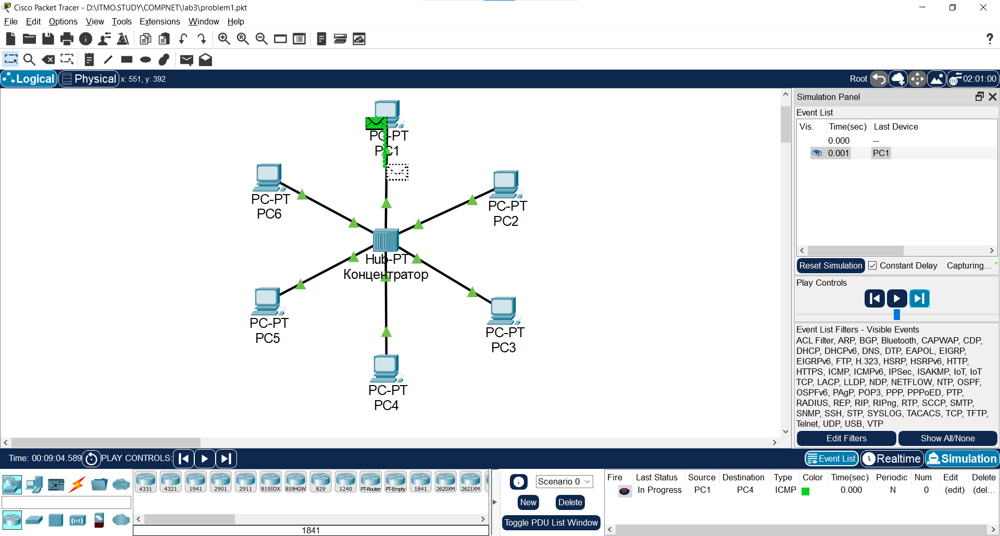 Cisco Packet Tracer - D:\ITMO.STUDY\COMPNET\lab3\problem1.pkt
File Edit Options View Tools Extensions Window Help
?
Logical Physical x: 551, y: 392 Root 02:01:00
PC-PT
PC1
PC-PT
PC6
PC-PT
PC2
Hub-PT
Концентратор
PC-PT
PC5
PC-PT
PC3
PC-PT
PC4
Simulation Panel
Event List
Vis. Time(sec) Last Device
0.000 --
0.001 PC1
Reset Simulation Constant Delay Capturing... *
Play Controls
Event List Filters - Visible Events
ACL Filter, ARP, BGP, Bluetooth, CAPWAP, CDP,
DHCP, DHCPv6, DNS, DTP, EAPOL, EIGRP,
EIGRPv6, FTP, H.323, HSRP, HSRPv6, HTTP,
HTTPS, ICMP, ICMPv6, IPSec, ISAKMP, IoT, IoT
TCP, LACP, LLDP, NDP, NETFLOW, NTP, OSPF,
OSPFv6, PAgP, POP3, PPP, PPPoED, PTP,
RADIUS, REP, RIP, RIPng, RTP, SCCP, SMTP,
SNMP, SSH, STP, SYSLOG, TACACS, TCP, TFTP,
Telnet, UDP, USB, VTP
Edit Filters Show All/None
Time: 00:09:04.589 PLAY CONTROLS: Event List Realtime Simulation
4331 4321 1941 2901 2911 819IOX 819HGW 829 1240 PT-Router PT-Empty 1841 2620XM 2621XM
1841
Scenario 0
New Delete
Toggle PDU List Window
Fire Last Status Source Destination Type Color Time(sec) Periodic Num Edit Delete
In Progress PC1 PC4 ICMP 0.000 N 0 (edit) (del...